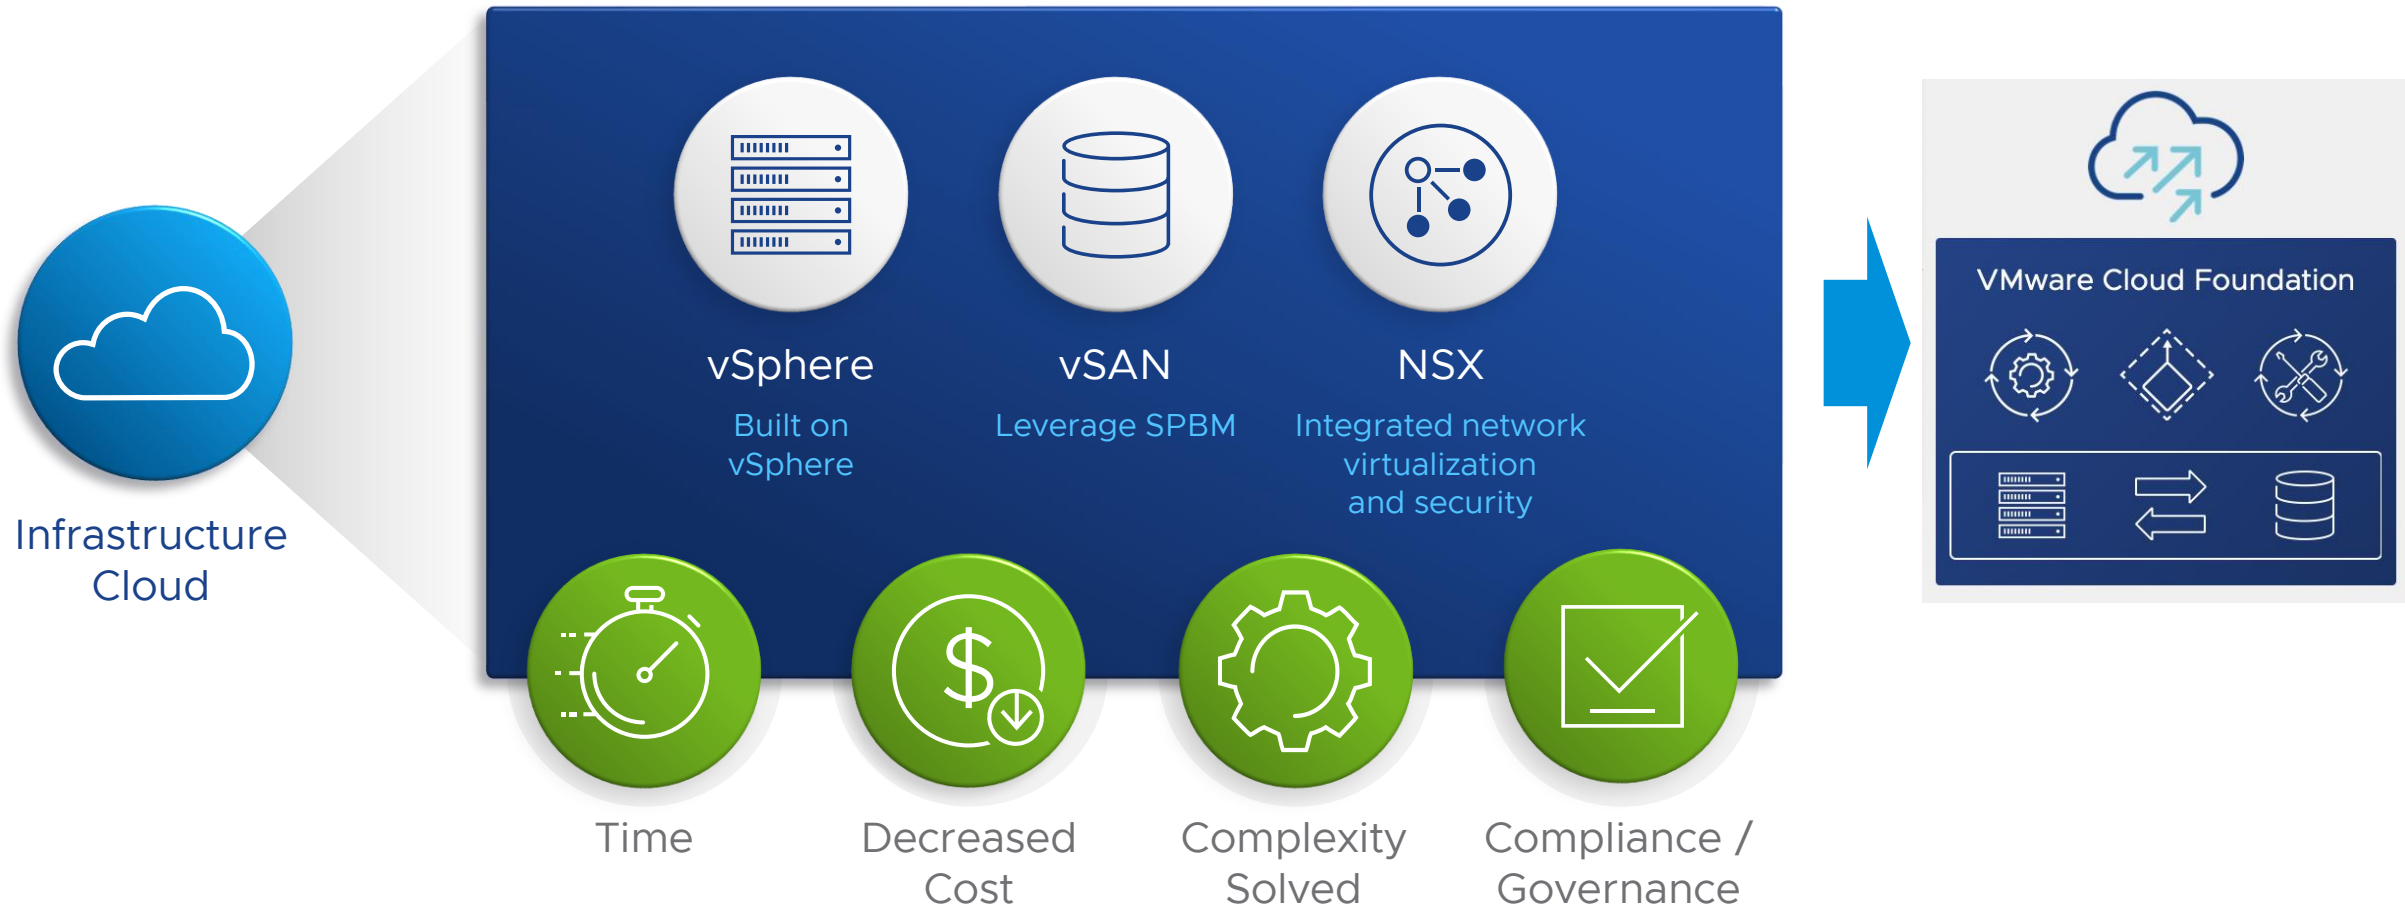 Infrastructure
Cloud
vSphere
Built on
vSphere
vSAN
Leverage SPBM
NSX
Integrated network
virtualization
and security
$
Time
Decreased
Cost
Complexity
Solved
Compliance /
Governance
VMware Cloud Foundation